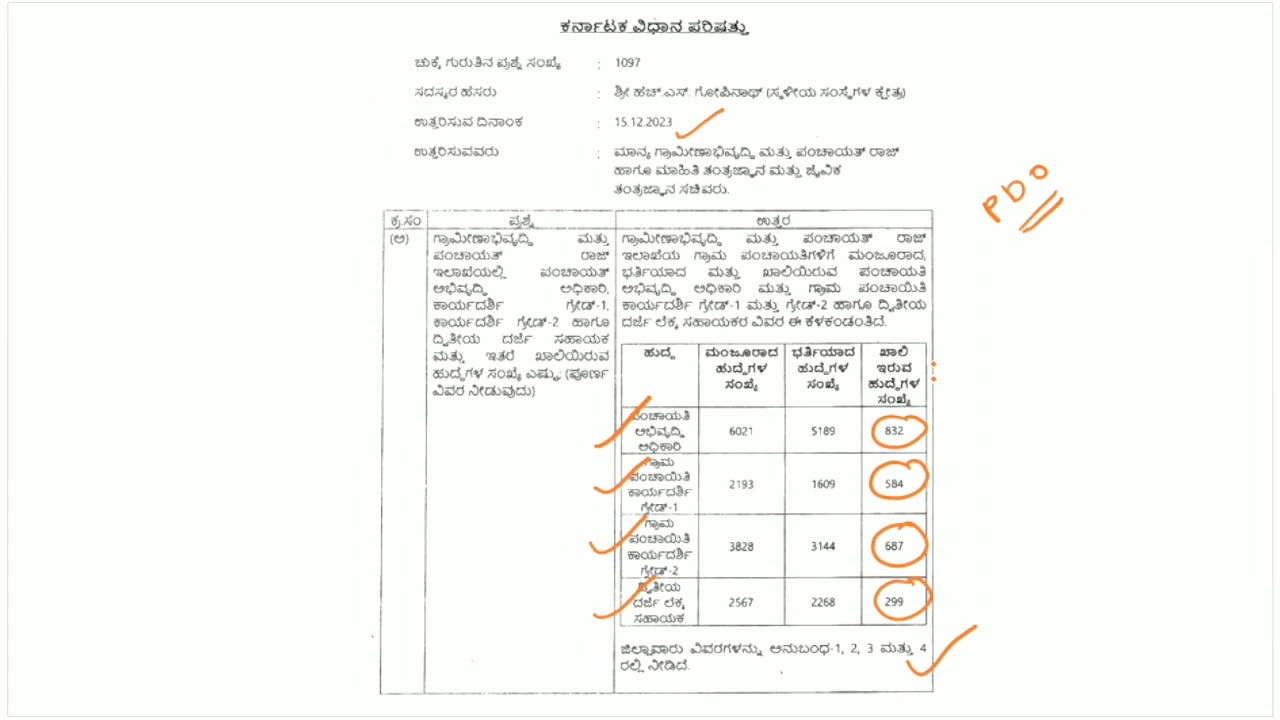 ಕರ್ನಾಟಕ ವಿಧಾನ ಪರಿಷತ್ತು
ಚುಕ್ಕೆ ಗುರುತಿನ ಪ್ರಶ್ನೆ ಸಂಖ್ಯೆ : 1097
ಸದಸ್ಯರ ಹೆಸರು : ಶ್ರೀ ಹೆಚ್.ಎಸ್. ಗೋಪಿನಾಥ್ (ಸ್ಥಳೀಯ ಸಂಸ್ಥೆಗಳ ಕ್ಷೇತ್ರ)
ಉತ್ತರಿಸುವ ದಿನಾಂಕ : 15.12.2023
ಉತ್ತರಿಸುವವರು : ಮಾನ್ಯ ಗ್ರಾಮೀಣಾಭಿವೃದ್ಧಿ ಮತ್ತು ಪಂಚಾಯತ್ ರಾಜ್
ಹಾಗೂ ಮಾಹಿತಿ ತಂತ್ರಜ್ಞಾನ ಮತ್ತು ಜೈವಿಕ
ತಂತ್ರಜ್ಞಾನ ಸಚಿವರು.
PDO
ಕ್ರ.ಸಂ ಪ್ರಶ್ನೆ ಉತ್ತರ
(ಅ) ಗ್ರಾಮೀಣಾಭಿವೃದ್ಧಿ ಮತ್ತು
ಪಂಚಾಯತ್ ರಾಜ್
ಇಲಾಖೆಯಲ್ಲಿ ಪಂಚಾಯತ್
ಅಭಿವೃದ್ಧಿ ಅಧಿಕಾರಿ,
ಕಾರ್ಯದರ್ಶಿ ಗ್ರೇಡ್-1,
ಕಾರ್ಯದರ್ಶಿ ಗ್ರೇಡ್-2 ಹಾಗೂ
ದ್ವಿತೀಯ ದರ್ಜೆ ಸಹಾಯಕ
ಮತ್ತು ಇತರೆ ಖಾಲಿಯಿರುವ
ಹುದ್ದೆಗಳ ಸಂಖ್ಯೆ ಎಷ್ಟು; (ಪೂರ್ಣ
ವಿವರ ನೀಡುವುದು)
ಗ್ರಾಮೀಣಾಭಿವೃದ್ಧಿ ಮತ್ತು ಪಂಚಾಯತ್ ರಾಜ್
ಇಲಾಖೆಯ ಗ್ರಾಮ ಪಂಚಾಯತಿಗಳಿಗೆ ಮಂಜೂರಾದ,
ಭರ್ತಿಯಾದ ಮತ್ತು ಖಾಲಿಯಿರುವ ಪಂಚಾಯತಿ
ಅಭಿವೃದ್ಧಿ ಅಧಿಕಾರಿ ಮತ್ತು ಗ್ರಾಮ ಪಂಚಾಯಿತಿ
ಕಾರ್ಯದರ್ಶಿ ಗ್ರೇಡ್-1 ಮತ್ತು ಗ್ರೇಡ್-2 ಹಾಗೂ ದ್ವಿತೀಯ
ದರ್ಜೆ ಲೆಕ್ಕ ಸಹಾಯಕರ ವಿವರ ಈ ಕೆಳಕಂಡಂತಿದೆ.
ಹುದ್ದೆ ಮಂಜೂರಾದ ಭರ್ತಿಯಾದ ಖಾಲಿ
ಹುದ್ದೆಗಳ ಹುದ್ದೆಗಳ ಇರುವ
ಸಂಖ್ಯೆ ಸಂಖ್ಯೆ ಹುದ್ದೆಗಳ
ಸಂಖ್ಯೆ
ಪಂಚಾಯತಿ
ಅಭಿವೃದ್ಧಿ 6021 5189 832
ಅಧಿಕಾರಿ
ಗ್ರಾಮ
ಪಂಚಾಯಿತಿ 2193 1609 584
ಕಾರ್ಯದರ್ಶಿ
ಗ್ರೇಡ್-1
ಗ್ರಾಮ
ಪಂಚಾಯಿತಿ 3828 3144 687
ಕಾರ್ಯದರ್ಶಿ
ಗ್ರೇಡ್-2
ದ್ವಿತೀಯ
ದರ್ಜೆ ಲೆಕ್ಕ 2567 2268 299
ಸಹಾಯಕ
ಜಿಲ್ಲಾವಾರು ವಿವರಗಳನ್ನು ಅನುಬಂಧ-1, 2, 3 ಮತ್ತು 4
ರಲ್ಲಿ ನೀಡಿದೆ.